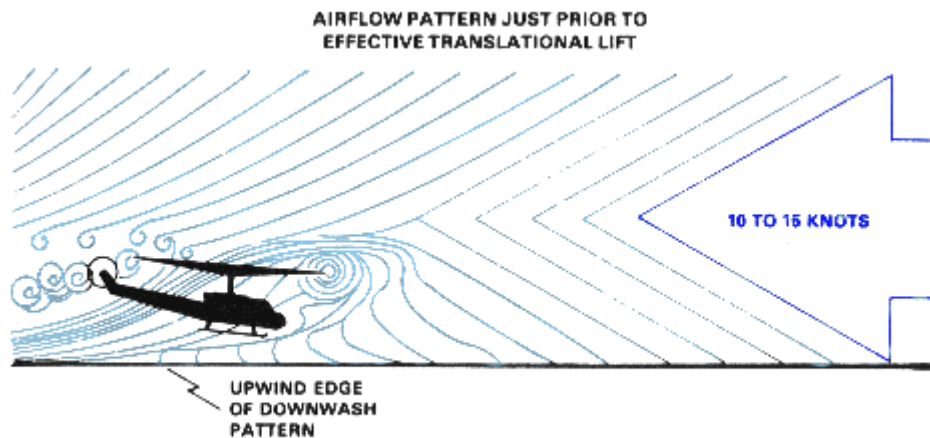 AIRFLOW PATTERN JUST PRIOR TO
EFFECTIVE TRANSLATIONAL LIFT
10 TO 15 KNOTS
UPWIND EDGE
OF DOWNWASH
PATTERN